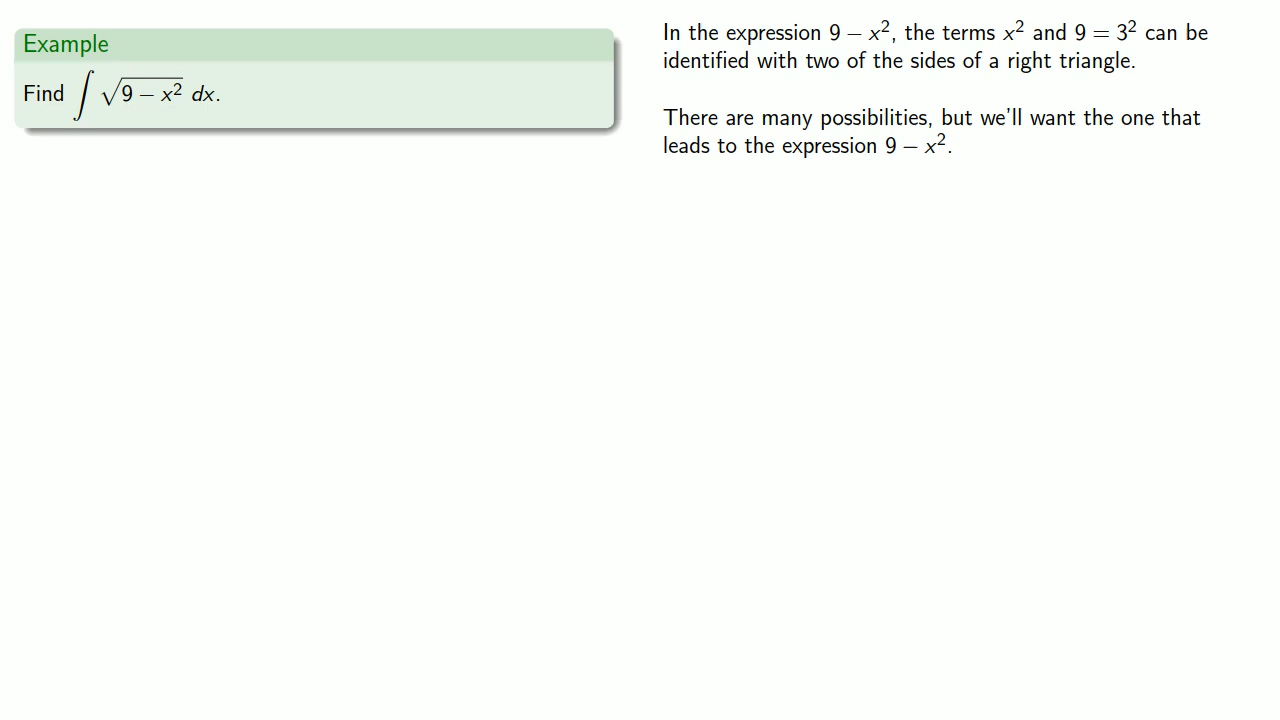 Example
Find ∫ √(9 − x²) dx.
In the expression 9 − x², the terms x² and 9 = 3² can be
identified with two of the sides of a right triangle.
There are many possibilities, but we'll want the one that
leads to the expression 9 − x².